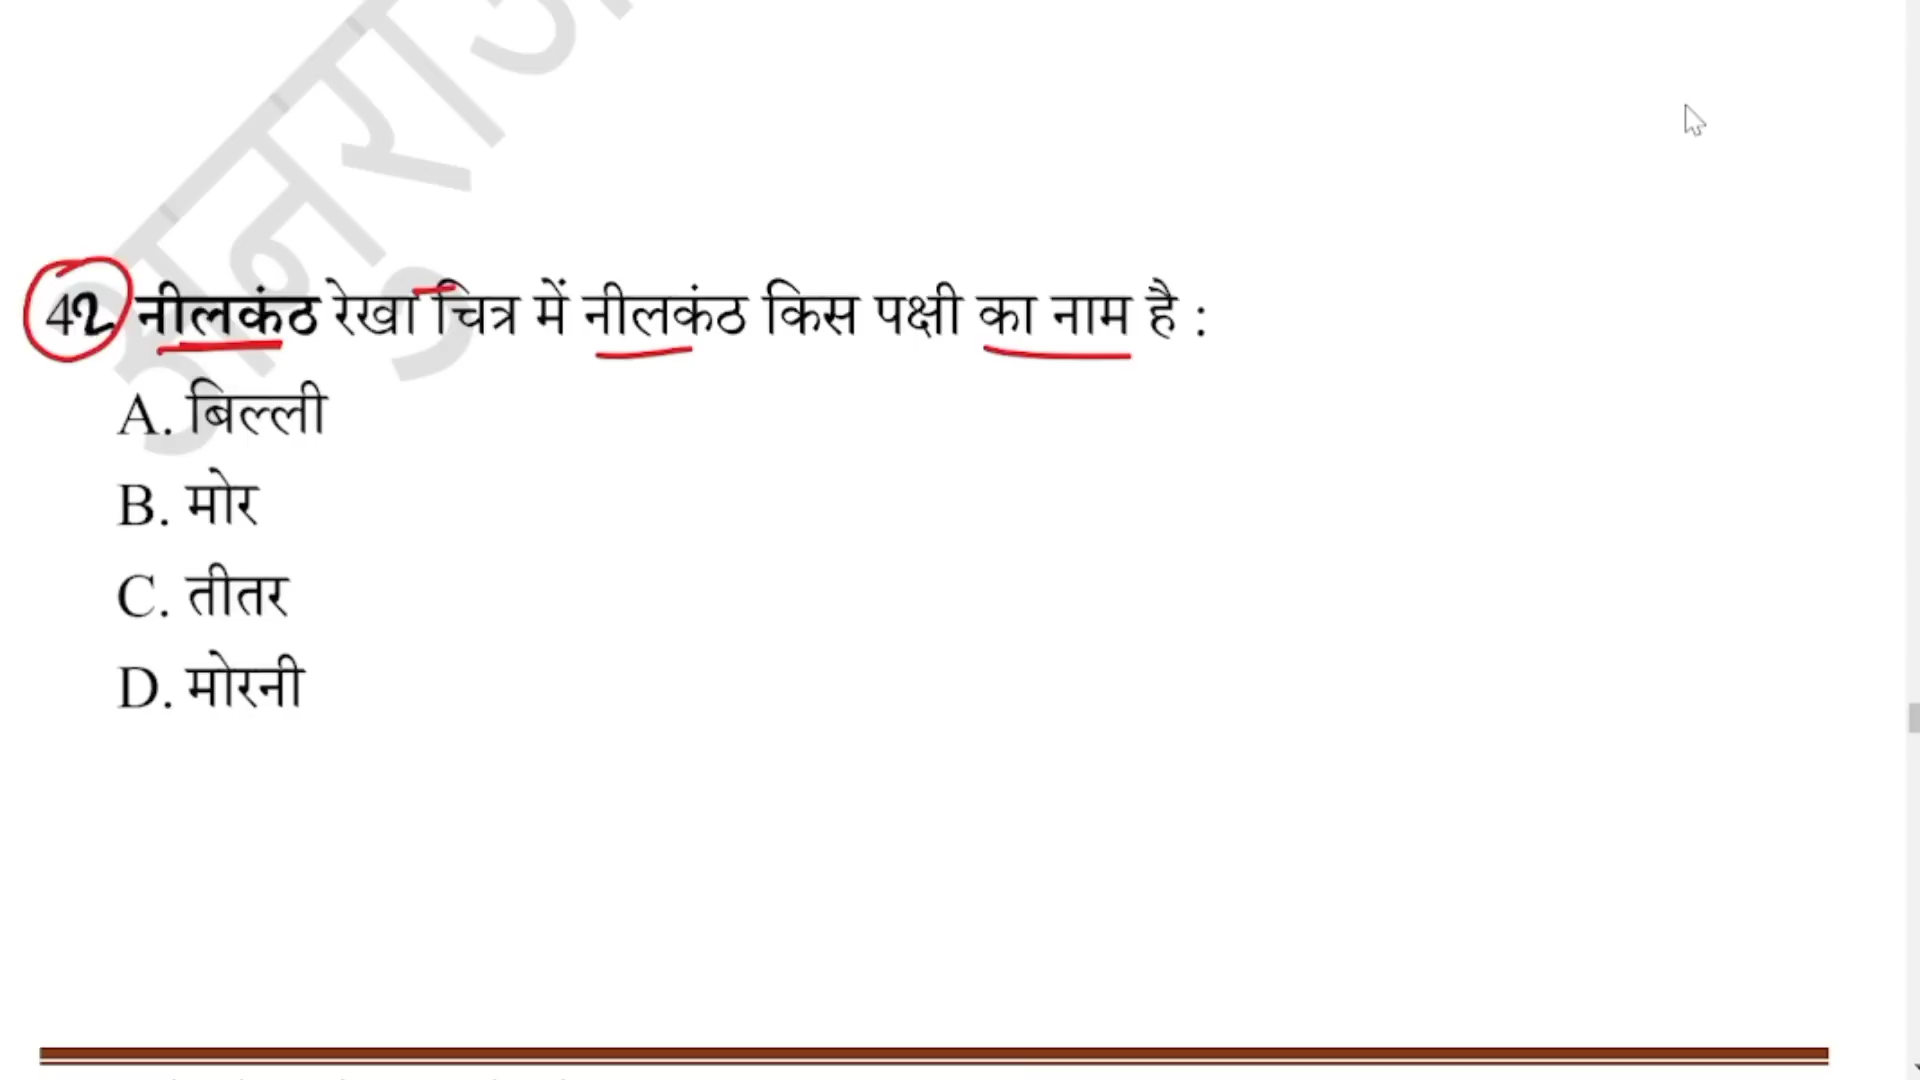 42 नीलकंठ रेखा चित्र में नीलकंठ किस पक्षी का नाम है :
A. बिल्ली
B. मोर
C. तीतर
D. मोरनी